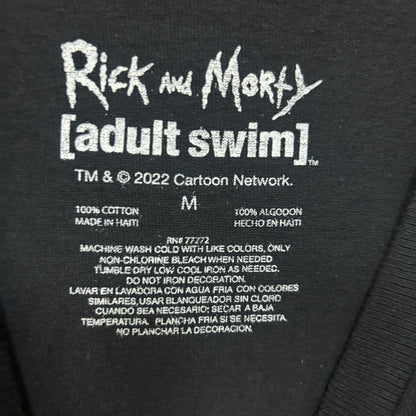 Rick and Morty
[adult swim]™
TM & © 2022 Cartoon Network.
M
100% COTTON
MADE IN HAITI
100% ALGODON
HECHO EN HAITI
RN# 77272
MACHINE WASH COLD WITH LIKE COLORS, ONLY
NON-CHLORINE BLEACH WHEN NEEDED
TUMBLE DRY LOW COOL IRON AS NEEDED.
DO NOT IRON DECORATION.
LAVAR EN LAVADORA CON AGUA FRIA CON COLORES
SIMILARES, USAR BLANQUEADOR SIN CLORO
CUANDO SEA NECESARIO; SECAR A BAJA
TEMPERATURA. PLANCHA FRIA SI SE NECESITA.
NO PLANCHAR LA DECORACION.